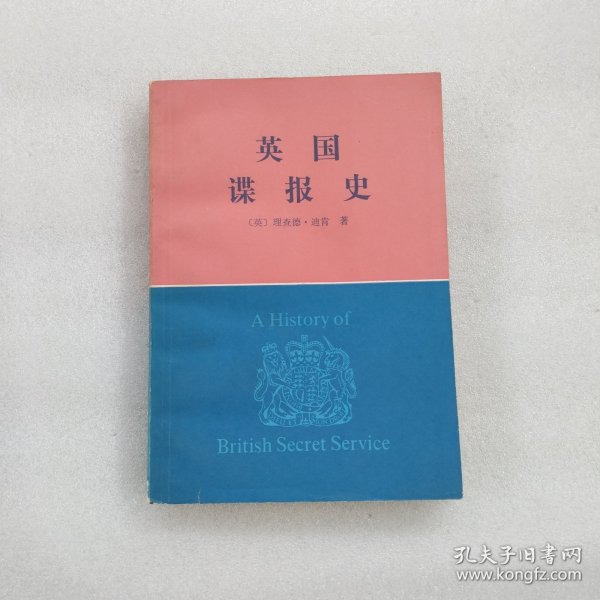 英国
谍报史
〔英〕理查德·迪肯 著
A History of
British Secret Service
孔夫子旧书网
www.kongfz.com